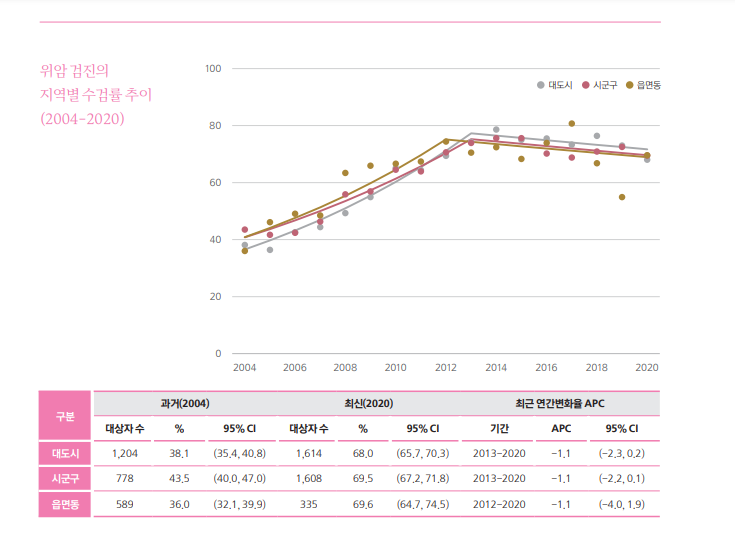 위암 검진의
지역별 수검률 추이
(2004-2020)
100
대도시 시군구 읍면동
80
60
40
20
0
2004 2006 2008 2010 2012 2014 2016 2018 2020
구분 과거(2004) 최신(2020) 최근 연간변화율 APC
대상자 수 % 95% CI 대상자 수 % 95% CI 기간 APC 95% CI
대도시 1,204 38.1 (35.4, 40.8) 1,614 68.0 (65.7, 70.3) 2013-2020 -1.1 (-2.3, 0.2)
시군구 778 43.5 (40.0, 47.0) 1,608 69.5 (67.2, 71.8) 2013-2020 -1.1 (-2.2, 0.1)
읍면동 589 36.0 (32.1, 39.9) 335 69.6 (64.7, 74.5) 2012-2020 -1.1 (-4.0, 1.9)